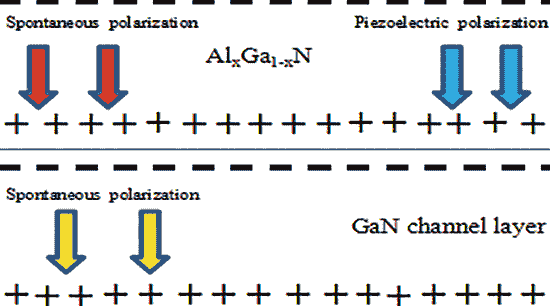 Spontaneous polarization
Piezoelectric polarization
AlxGa1-xN
Spontaneous polarization
GaN channel layer